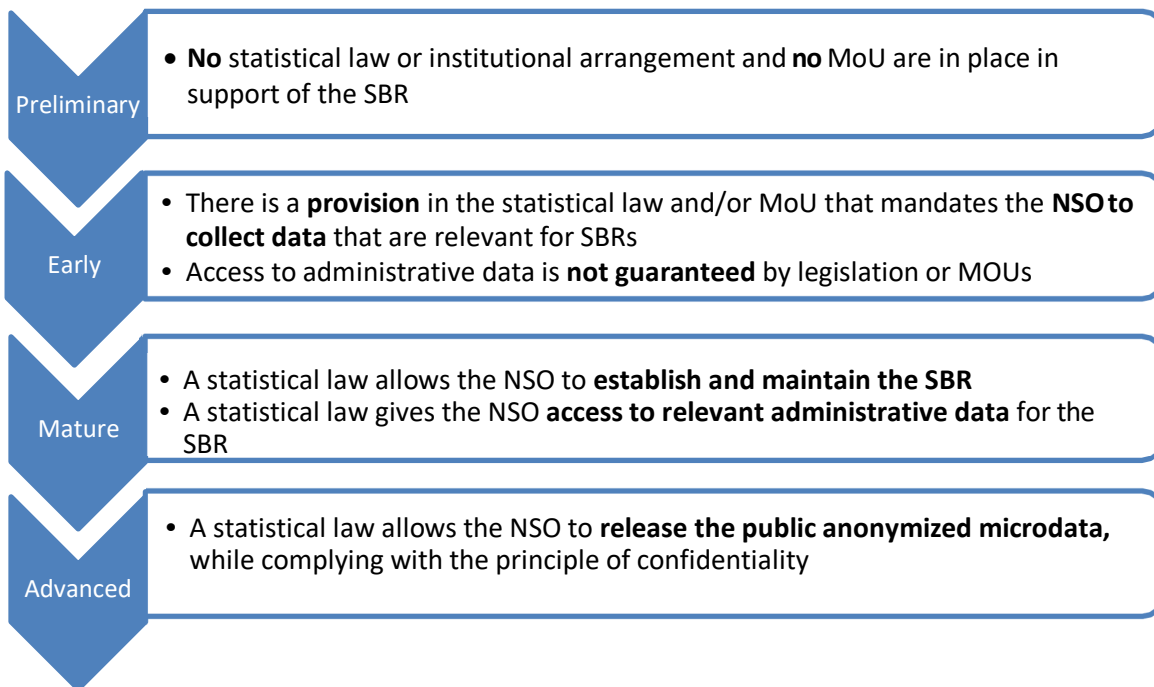 Preliminary
• No statistical law or institutional arrangement and no MoU are in place in
support of the SBR
Early
• There is a provision in the statistical law and/or MoU that mandates the NSO to
collect data that are relevant for SBRs
• Access to administrative data is not guaranteed by legislation or MOUs
Mature
• A statistical law allows the NSO to establish and maintain the SBR
• A statistical law gives the NSO access to relevant administrative data for the
SBR
Advanced
• A statistical law allows the NSO to release the public anonymized microdata,
while complying with the principle of confidentiality